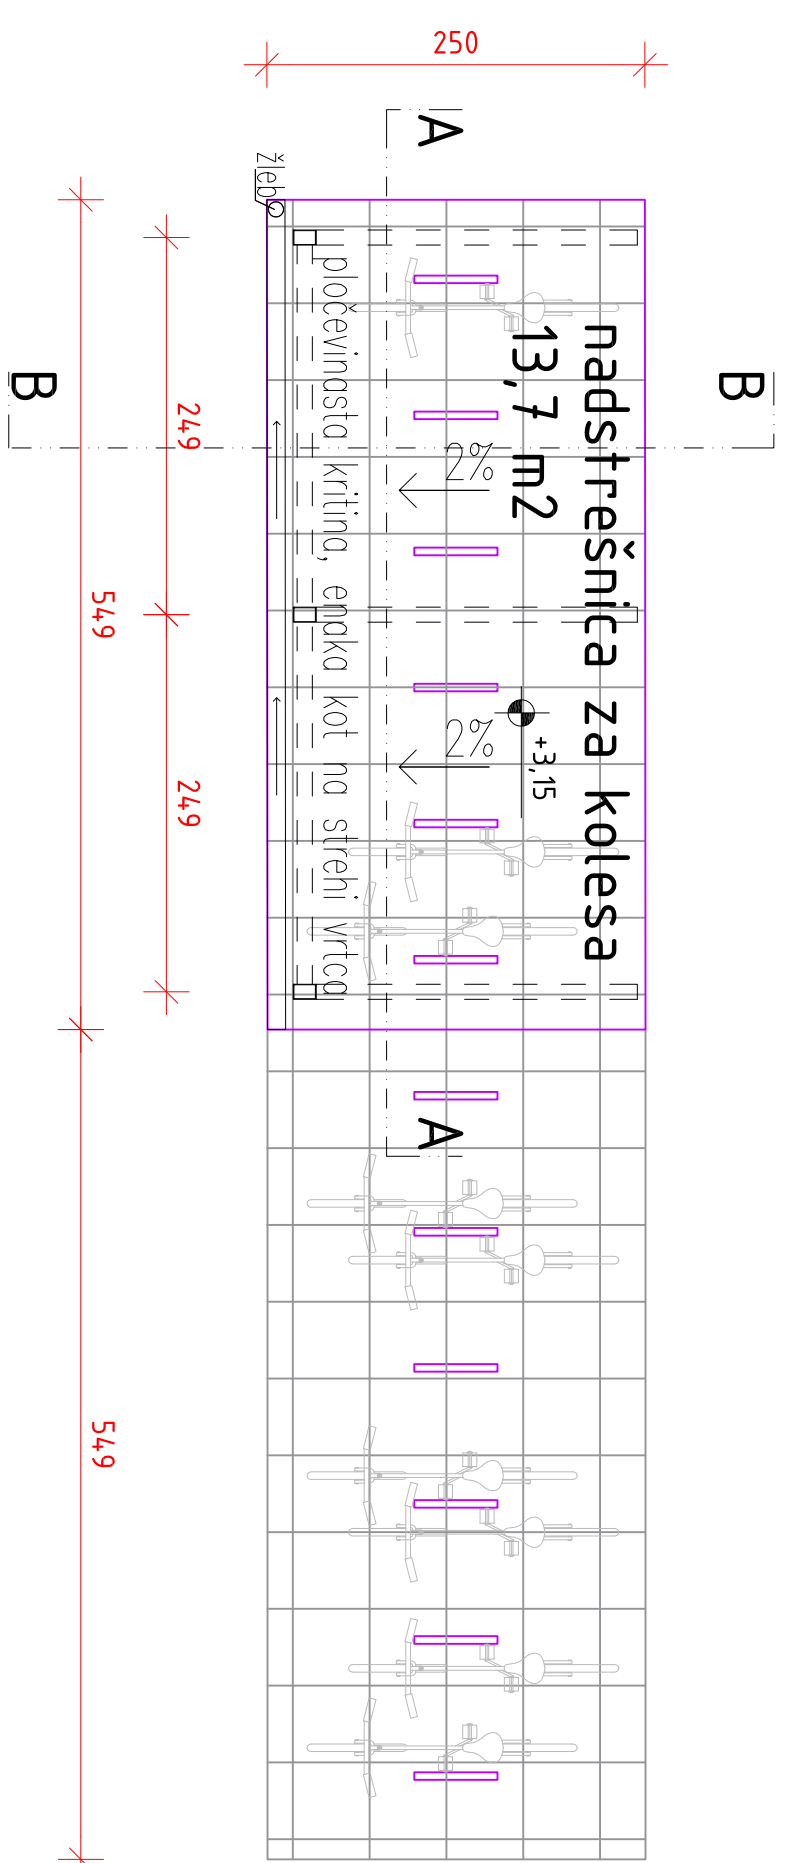 nadstrešnica za kolesa
13,7 m2
+3,15
2%
2%
pločevinasta kritina, enaka kot na strehi vrtca
žleb
A
A
B
B
250
249
249
549
549